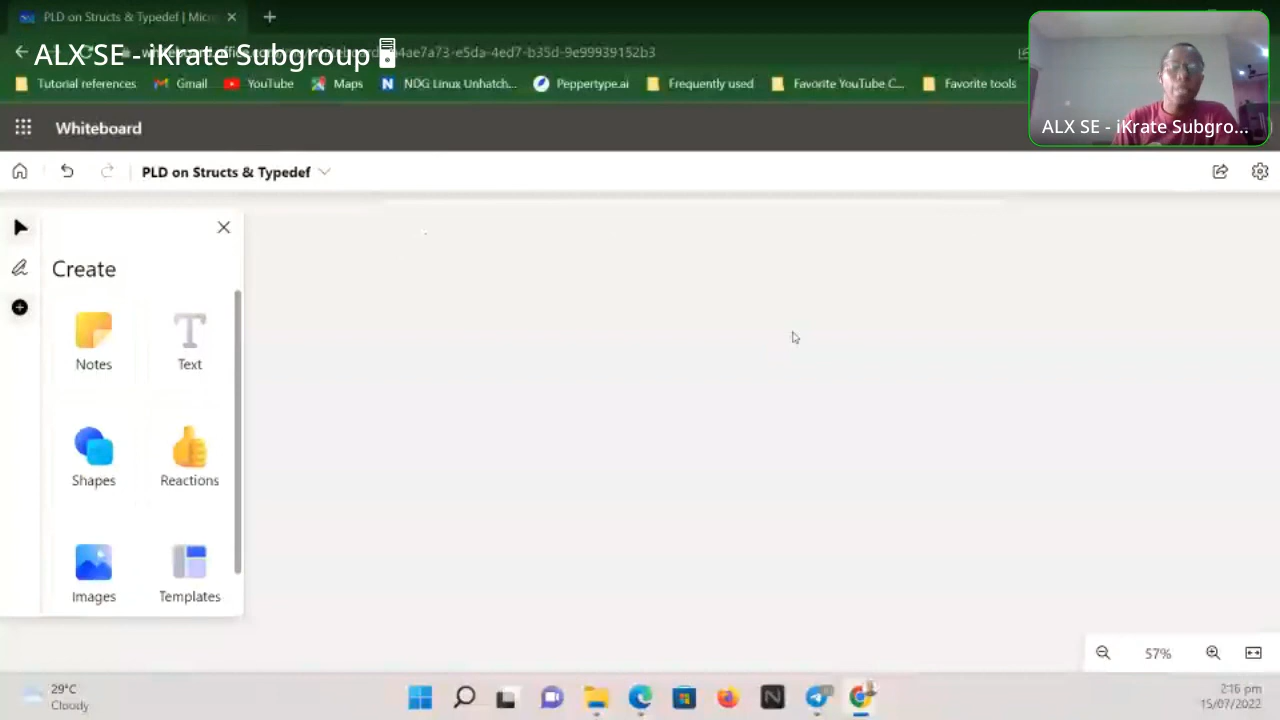 PLD on Structs & Typedef | Micr
ALX SE - iKrate Subgroup
4ae7a73-e5da-4ed7-b35d-9e99939152b3
Tutorial references
Gmail
YouTube
Maps
NDG Linux Unhatch...
Peppertype.ai
Frequently used
Favorite YouTube C...
Favorite tools
ALX SE - iKrate Subgro...
Whiteboard
PLD on Structs & Typedef
Create
Notes
Text
Shapes
Reactions
Images
Templates
57%
29°C
Cloudy
2:16 pm
15/07/2022